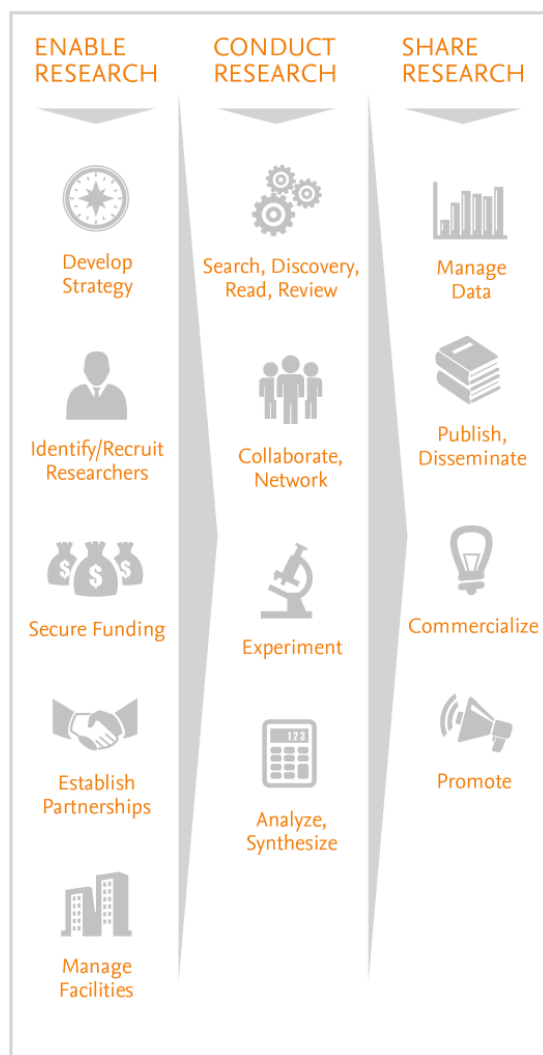 ENABLE
RESEARCH
Develop
Strategy
Identify/Recruit
Researchers
$ $ $
Secure Funding
Establish
Partnerships
Manage
Facilities
CONDUCT
RESEARCH
Search, Discovery,
Read, Review
Collaborate,
Network
Experiment
123
Analyze,
Synthesize
SHARE
RESEARCH
Manage
Data
Publish,
Disseminate
Commercialize
Promote